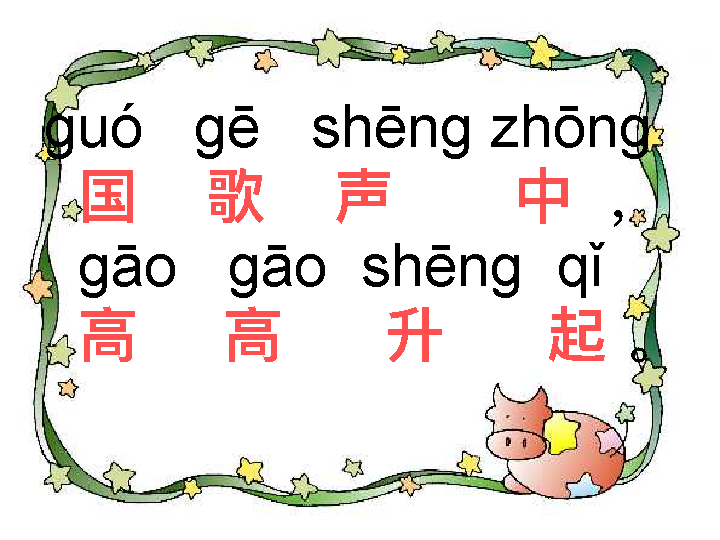 guó gē shēng zhōng
国 歌 声 中 ，
gāo gāo shēng qǐ
高 高 升 起 。